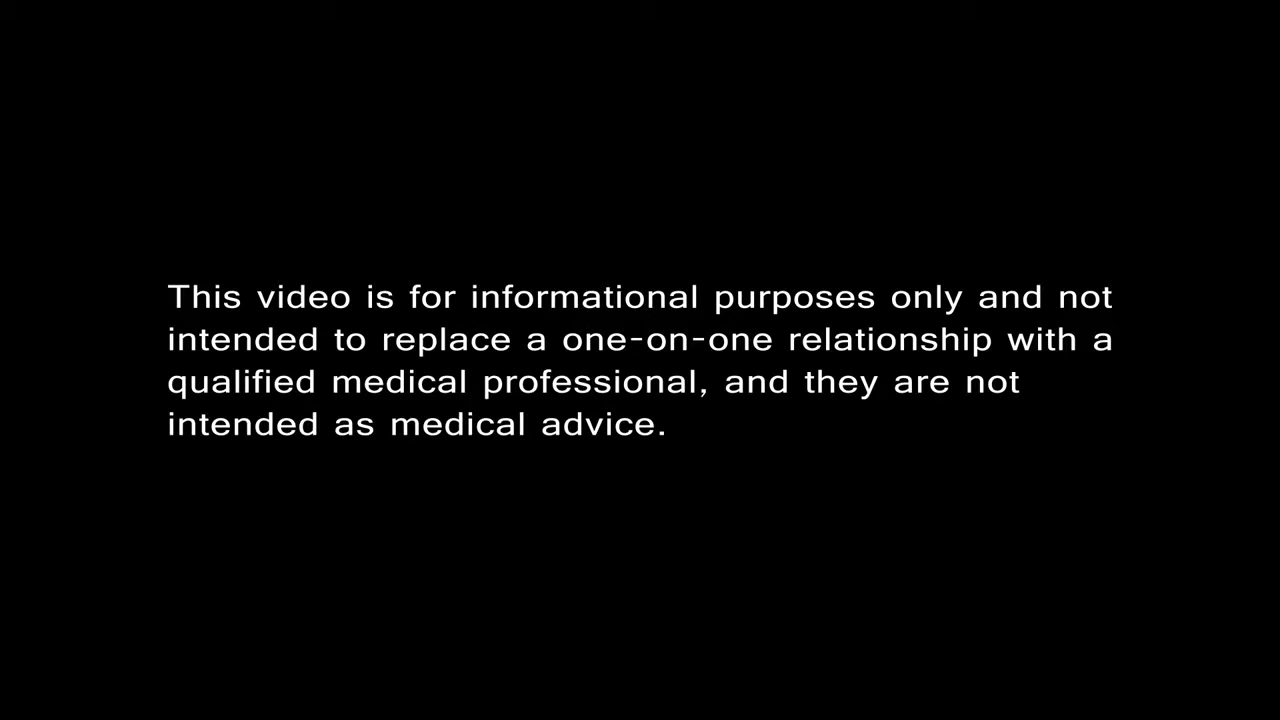 This video is for informational purposes only and not
intended to replace a one-on-one relationship with a
qualified medical professional, and they are not
intended as medical advice.